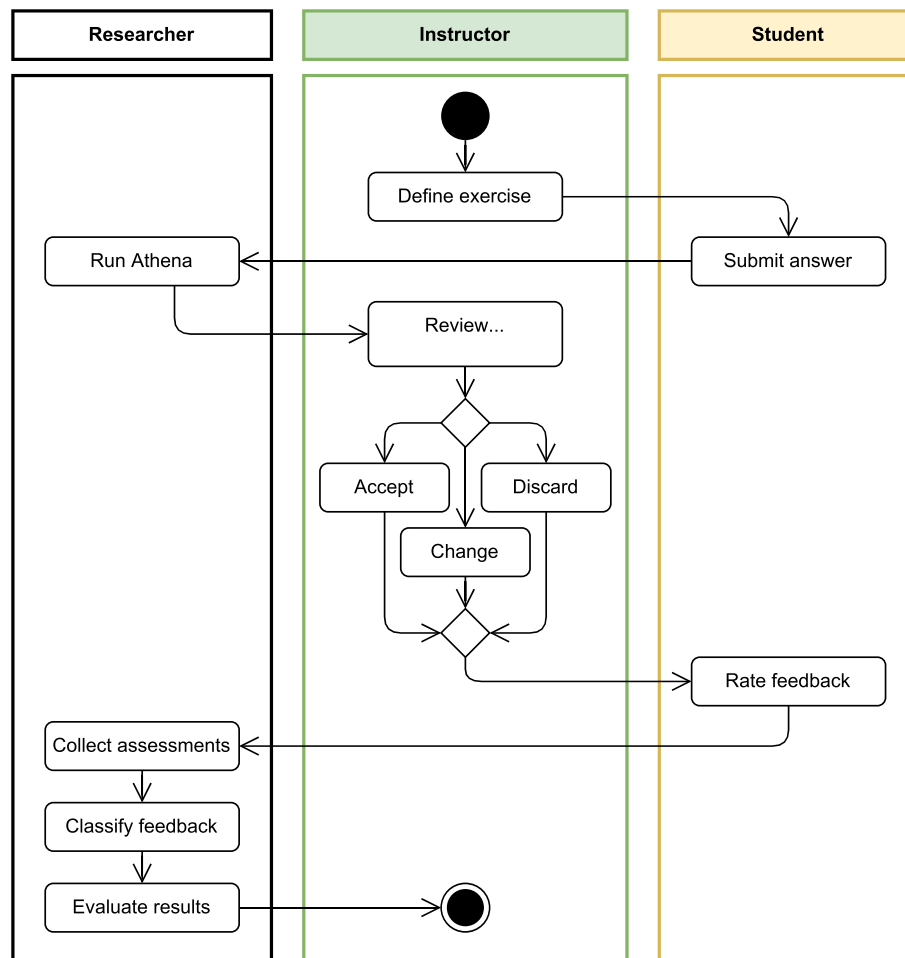 Researcher
Instructor
Student
Define exercise
Run Athena
Submit answer
Review...
Accept
Discard
Change
Rate feedback
Collect assessments
Classify feedback
Evaluate results